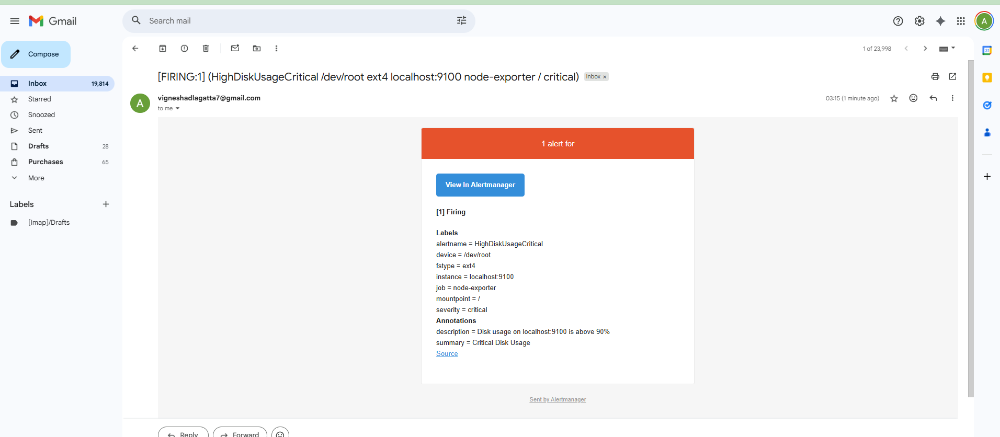 Gmail
Search mail
A
Compose
1 of 23,998
[FIRING:1] (HighDiskUsageCritical /dev/root ext4 localhost:9100 node-exporter / critical)
Inbox ×
Inbox 19,814
Starred
Snoozed
Sent
Drafts 28
Purchases 65
More
Labels
[Imap]/Drafts
A
vigneshadlagatta7@gmail.com
to me
03:15 (1 minute ago)
31
1 alert for
View In Alertmanager
[1] Firing
Labels
alertname = HighDiskUsageCritical
device = /dev/root
fstype = ext4
instance = localhost:9100
job = node-exporter
mountpoint = /
severity = critical
Annotations
description = Disk usage on localhost:9100 is above 90%
summary = Critical Disk Usage
Source
Sent by Alertmanager
Reply
Forward